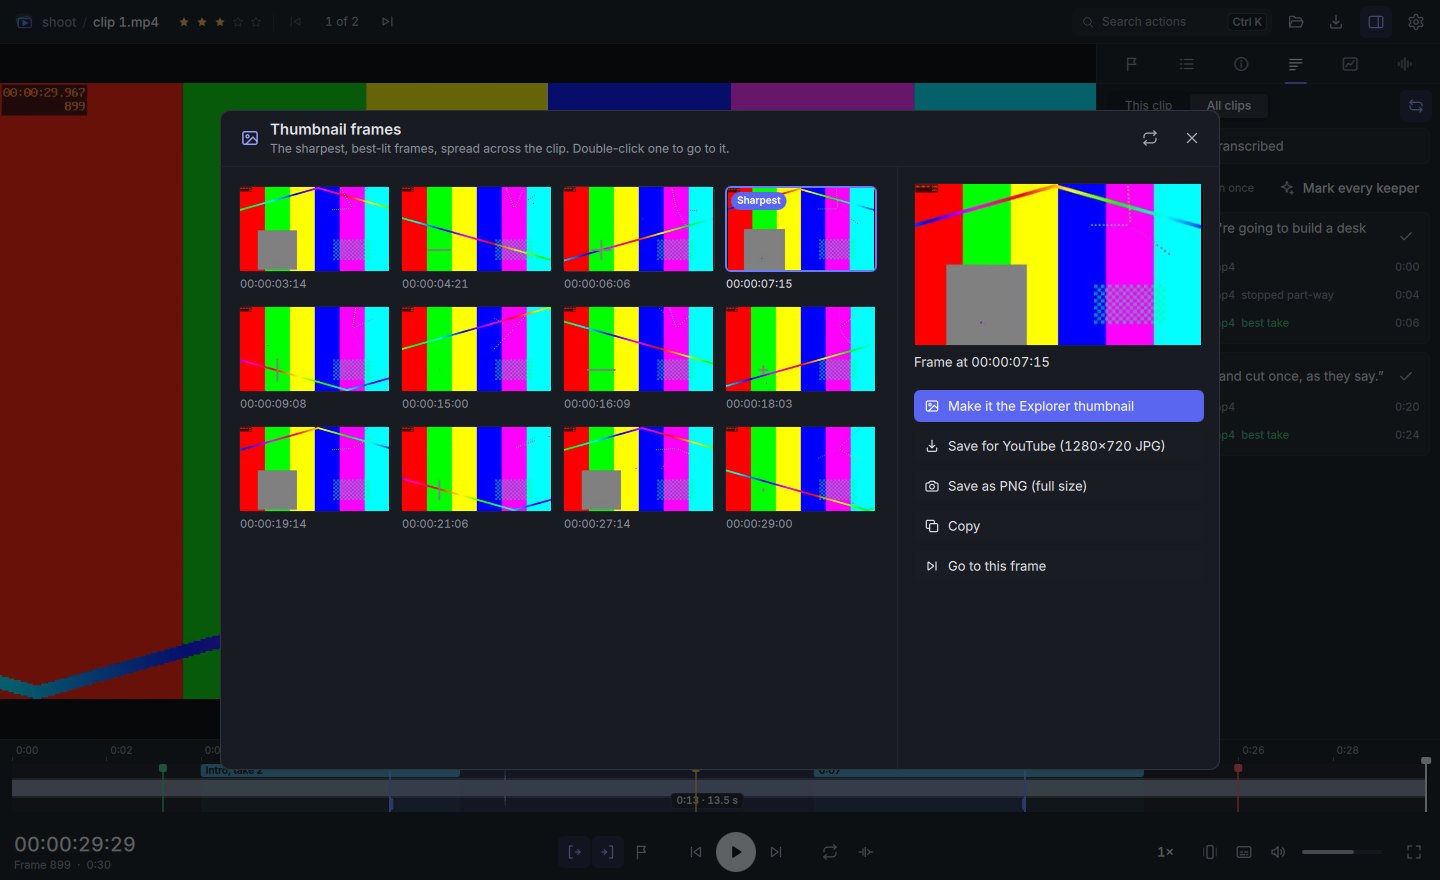 shoot / clip 1.mp4
1 of 2
Search actions
Ctrl K
00:00:29.967
899
This clip
All clips
Thumbnail frames
The sharpest, best-lit frames, spread across the clip. Double-click one to go to it.
ranscribed
n once
Mark every keeper
Sharpest
're going to build a desk
p4 0:00
p4 stopped part-way 0:04
p4 best take 0:06
00:00:03:14
00:00:04:21
00:00:06:06
00:00:07:15
Frame at 00:00:07:15
and cut once, as they say.”
p4 0:20
p4 best take 0:24
00:00:09:08
00:00:15:00
00:00:16:09
00:00:18:03
Make it the Explorer thumbnail
Save for YouTube (1280×720 JPG)
Save as PNG (full size)
Copy
Go to this frame
00:00:19:14
00:00:21:06
00:00:27:14
00:00:29:00
0:00
0:02
0:26
0:28
Intro, take 2
0:07
0:13 · 13.5 s
00:00:29:29
Frame 899 · 0:30
1×